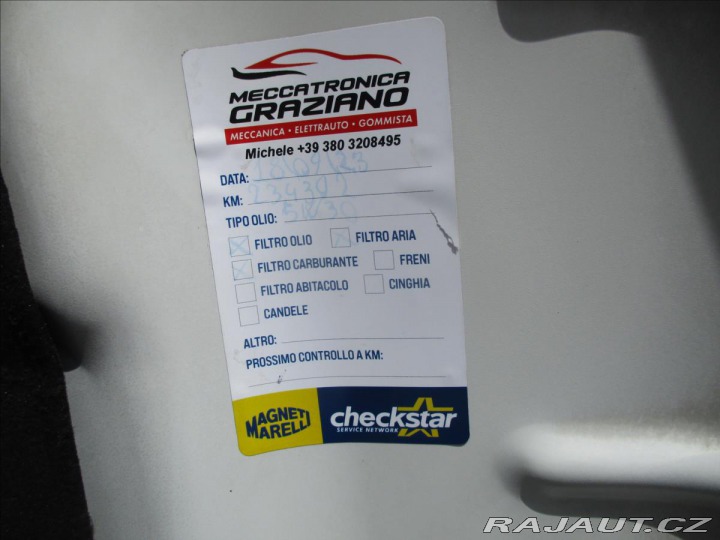 MECCATRONICA
GRAZIANO
MECCANICA • ELETTRAUTO • GOMMISTA
Michele +39 380 3208495
DATA:
KM:
TIPO OLIO: 5W30
FILTRO OLIO FILTRO ARIA
FILTRO CARBURANTE FRENI
FILTRO ABITACOLO CINGHIA
CANDELE
ALTRO:
PROSSIMO CONTROLLO A KM:
MAGNETI
MARELLI
checkstar
SERVICE NETWORK
RAJAUT.CZ